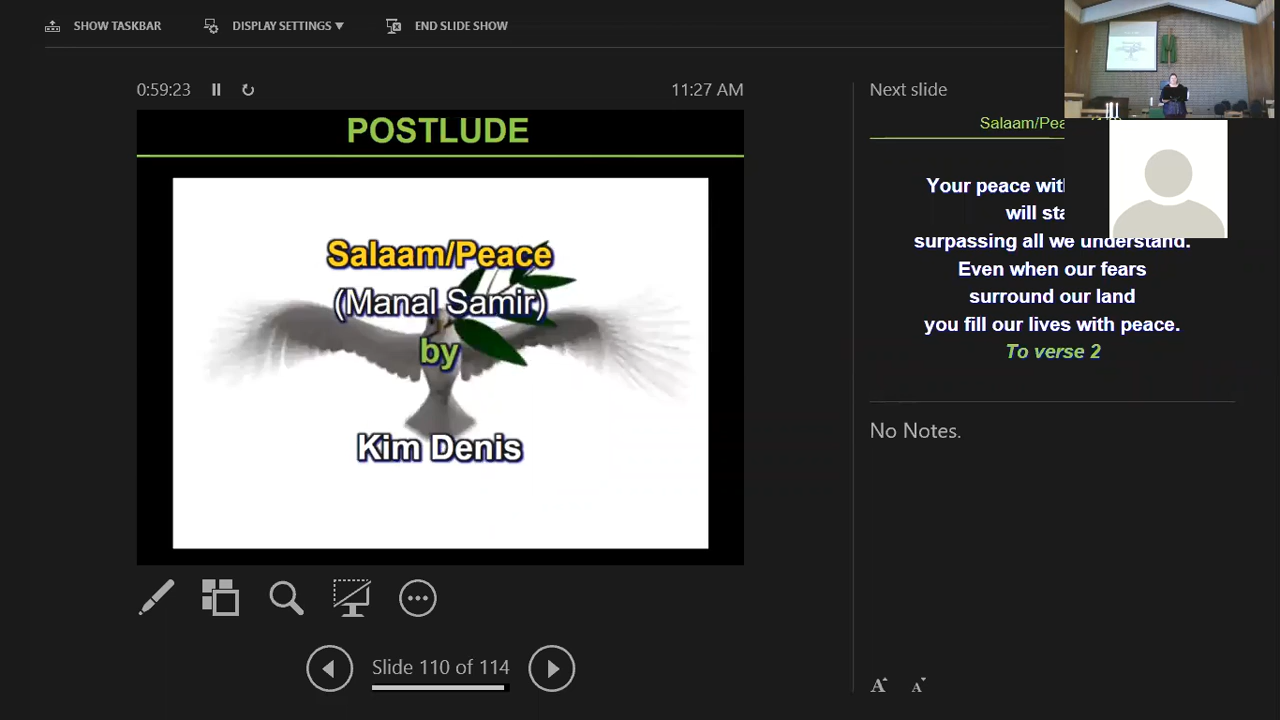 SHOW TASKBAR
DISPLAY SETTINGS ▼
END SLIDE SHOW
0:59:23
11:27 AM
POSTLUDE
Salaam/Peace
(Manal Samir)
by
Kim Denis
Slide 110 of 114
Next slide
Your peace
will
surpassing all we understand.
Even when our fears
surround our land
you fill our lives with peace.
To verse 2
No Notes.
A
A